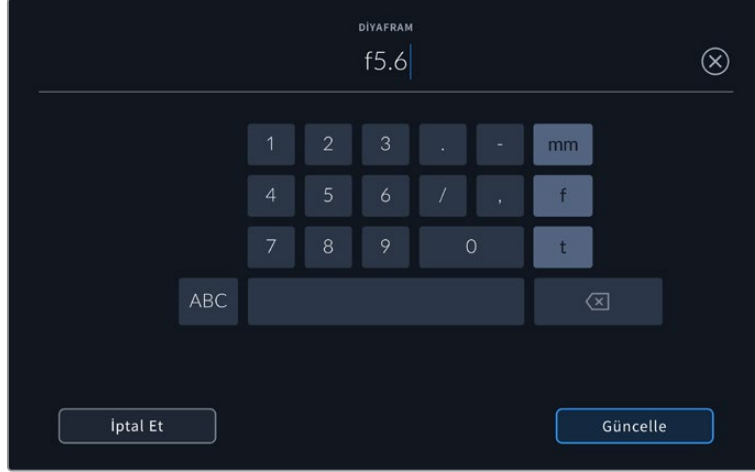 DİYAFRAM
f5.6
1 2 3 . - mm
4 5 6 / , f
7 8 9 0 t
ABC
İptal Et Güncelle